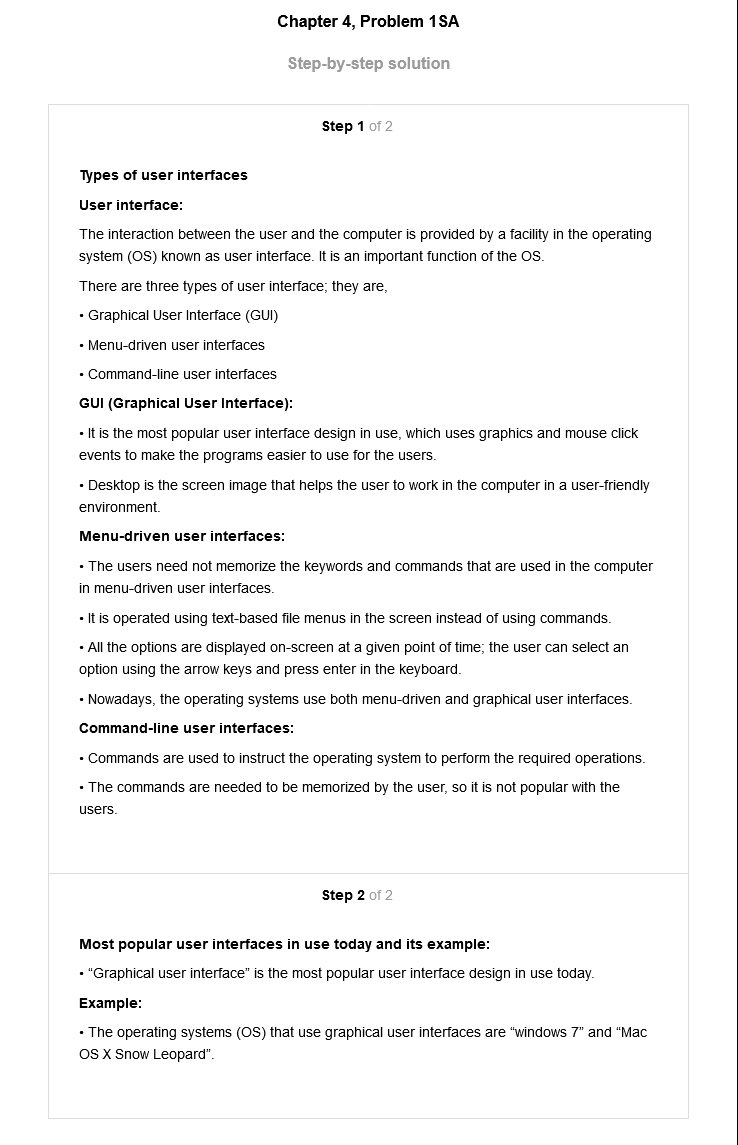 Chapter 4, Problem 1SA
Step-by-step solution
Step 1 of 2
Types of user interfaces
User interface:
The interaction between the user and the computer is provided by a facility in the operating
system (OS) known as user interface. It is an important function of the OS.
There are three types of user interface; they are,
• Graphical User Interface (GUI)
• Menu-driven user interfaces
• Command-line user interfaces
GUI (Graphical User Interface):
• It is the most popular user interface design in use, which uses graphics and mouse click
events to make the programs easier to use for the users.
• Desktop is the screen image that helps the user to work in the computer in a user-friendly
environment.
Menu-driven user interfaces:
• The users need not memorize the keywords and commands that are used in the computer
in menu-driven user interfaces.
• It is operated using text-based file menus in the screen instead of using commands.
• All the options are displayed on-screen at a given point of time; the user can select an
option using the arrow keys and press enter in the keyboard.
• Nowadays, the operating systems use both menu-driven and graphical user interfaces.
Command-line user interfaces:
• Commands are used to instruct the operating system to perform the required operations.
• The commands are needed to be memorized by the user, so it is not popular with the
users.
Step 2 of 2
Most popular user interfaces in use today and its example:
• “Graphical user interface” is the most popular user interface design in use today.
Example:
• The operating systems (OS) that use graphical user interfaces are “windows 7” and “Mac
OS X Snow Leopard”.